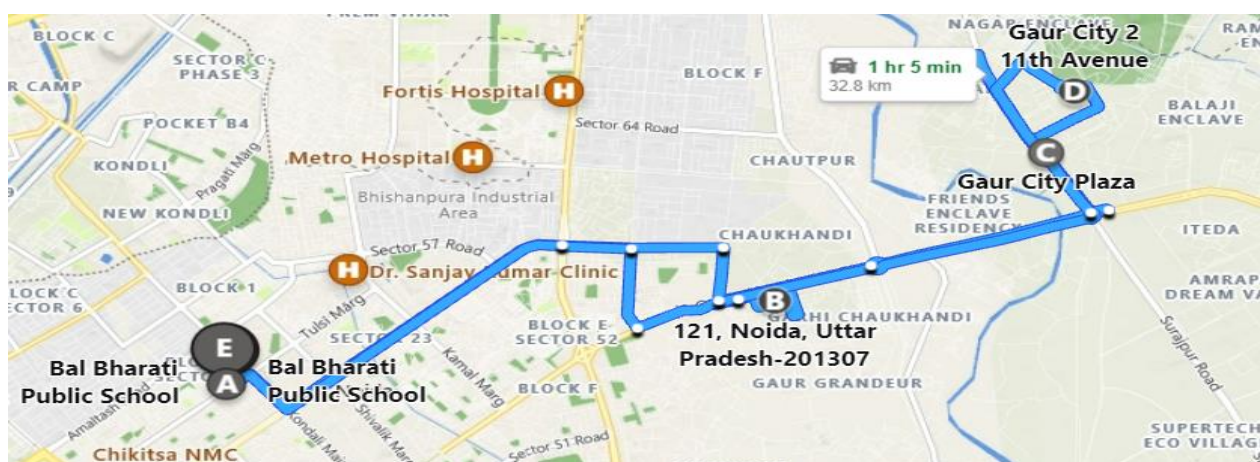 BLOCK C
SECTOR C
PHASE 3
R CAMP
POCKET B4
KONDLI
Pragati Marg
NEW KONDLI
BLOCK C
SECTOR 6
BLOCK 1
Tulsi Marg
Fortis Hospital
H
Metro Hospital
H
Bhishanpura Industrial
Area
Sector 57 Road
H
Dr. Sanjay Kumar Clinic
Sector 64 Road
BLOCK F
CHAUTPUR
1 hr 5 min
32.8 km
NAGAR ENCLAVE
Gaur City 2
11th Avenue
D
BALAJI
ENCLAVE
C
Gaur City Plaza
FRIENDS
ENCLAVE
RESIDENCY
CHAUKHANDI
ITEDA
AMRAP
DREAM VA
B
GARHI CHAUKHANDI
121, Noida, Uttar
Pradesh-201307
GAUR GRANDEUR
Surajpur Road
SUPERTECH
ECO VILLAG
BLOCK E
SECTOR 52
BLOCK F
Sector 51 Road
SECTOR 23
Kamal Marg
Shivalik Marg
Kondali Main
E
A
Bal Bharati
Public School
Bal Bharati
Public School
Amaltash
Chikitsa NMC